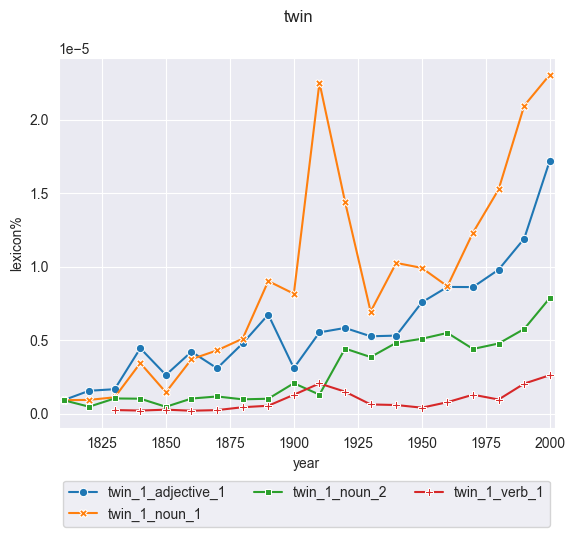 twin
1e−5
2.0
1.5
1.0
0.5
0.0
lexicon%
1825 1850 1875 1900 1925 1950 1975 2000
year
twin_1_adjective_1 twin_1_noun_2 twin_1_verb_1
twin_1_noun_1